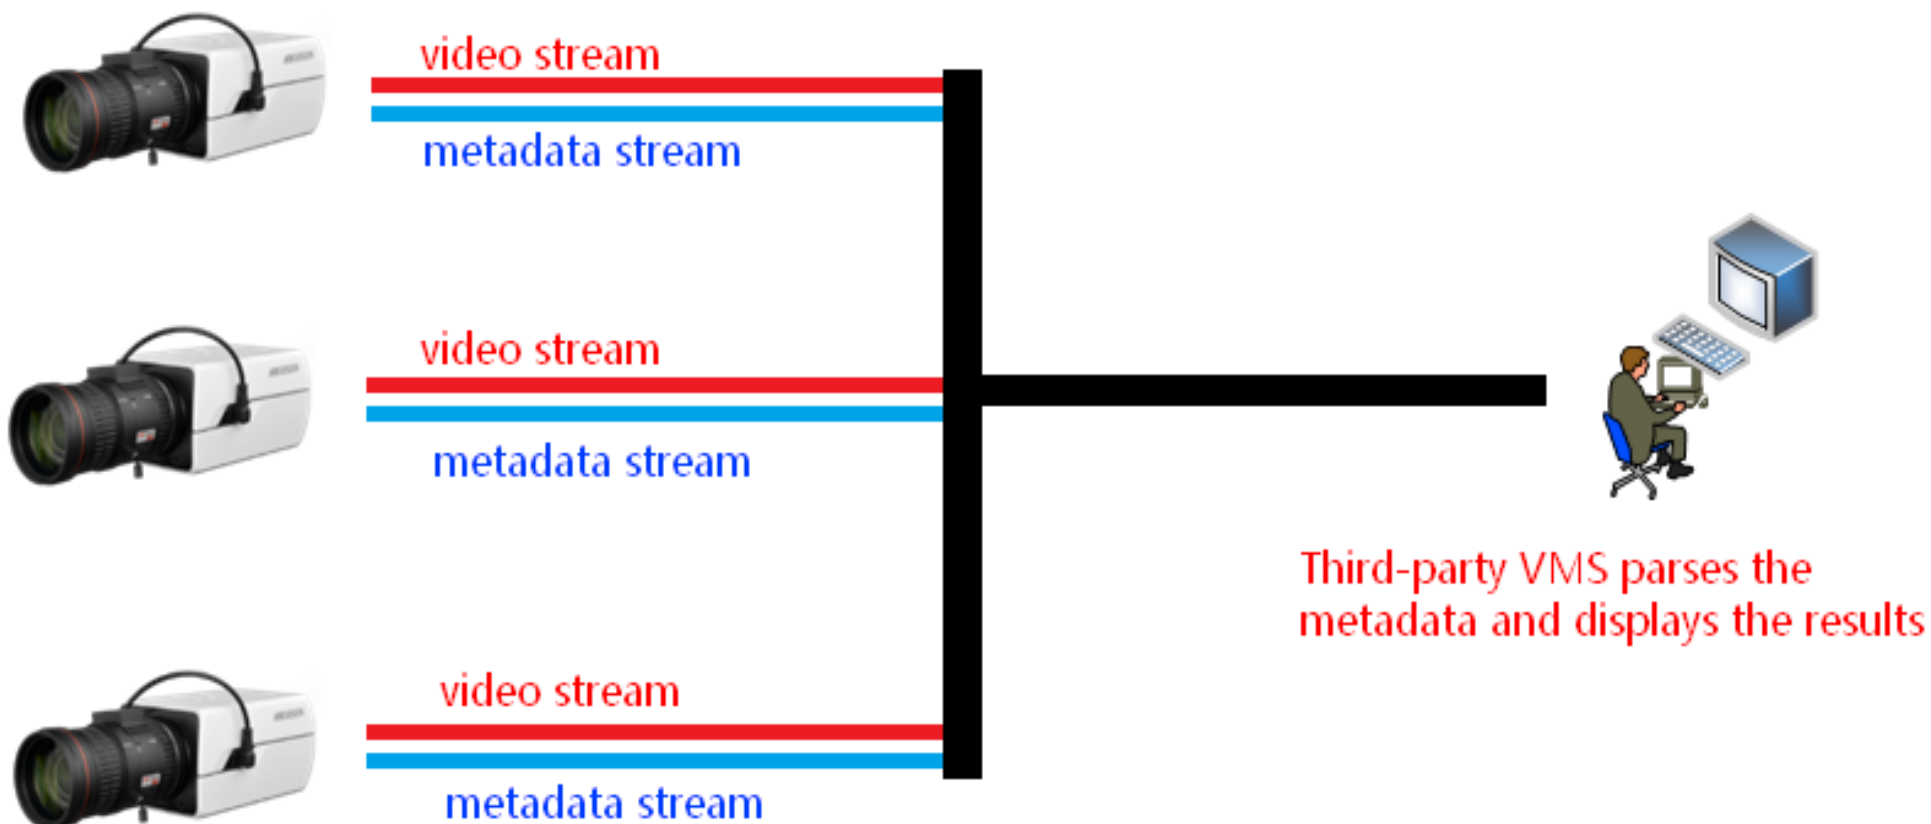 video stream
metadata stream
video stream
metadata stream
Third-party VMS parses the
metadata and displays the results
video stream
metadata stream